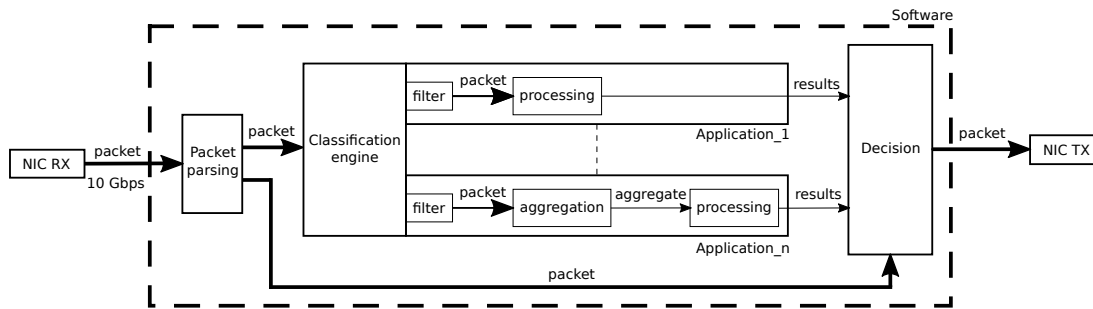 Software
NIC RX
packet
10 Gbps
Packet
parsing
packet
Classification
engine
filter
packet
processing
results
Application_1
filter
packet
aggregation
aggregate
processing
results
Application_n
packet
Decision
packet
NIC TX